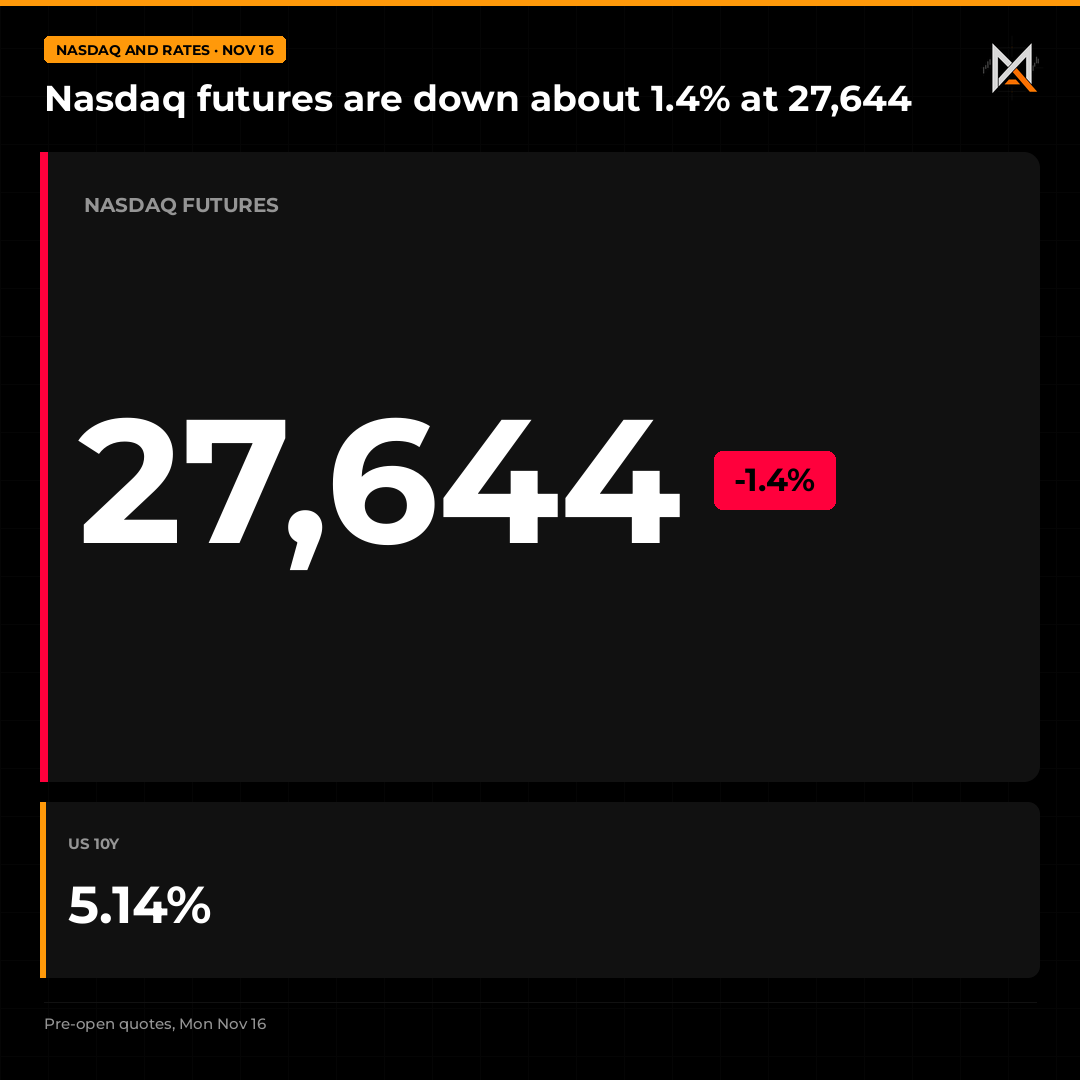 NASDAQ AND RATES · NOV 16
Nasdaq futures are down about 1.4% at 27,644
NASDAQ FUTURES
27,644
-1.4%
US 10Y
5.14%
Pre-open quotes, Mon Nov 16